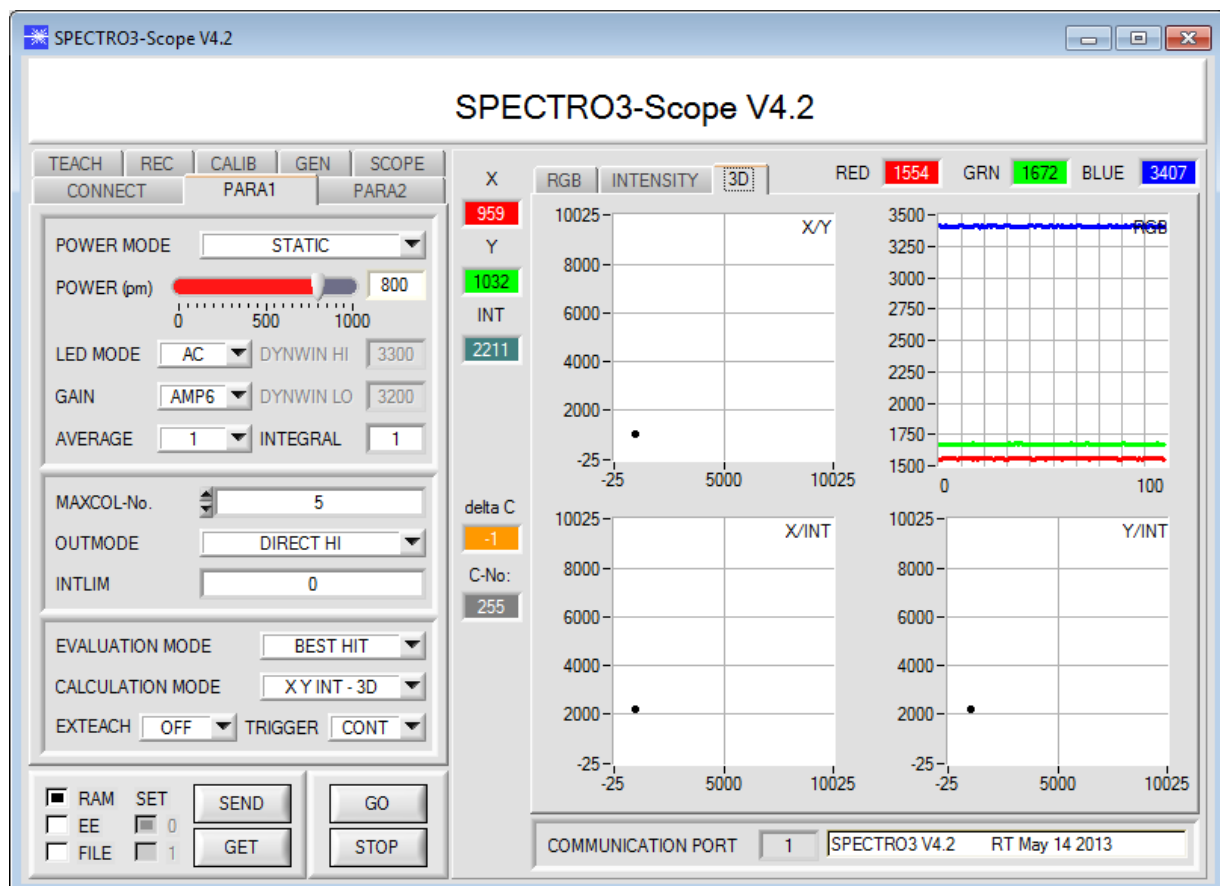 SPECTRO3-Scope V4.2
SPECTRO3-Scope V4.2
TEACH REC CALIB GEN SCOPE
CONNECT PARA1 PARA2
POWER MODE STATIC
POWER (pm) 800
0 500 1000
LED MODE AC DYNWIN HI 3300
GAIN AMP6 DYNWIN LO 3200
AVERAGE 1 INTEGRAL 1
MAXCOL-No. 5
OUTMODE DIRECT HI
INTLIM 0
EVALUATION MODE BEST HIT
CALCULATION MODE X Y INT - 3D
EXTEACH OFF TRIGGER CONT
RAM SET SEND GO
EE 0
FILE 1 GET STOP
X
959
Y
1032
INT
2211
delta C
-1
C-No:
255
RGB INTENSITY 3D RED 1554 GRN 1672 BLUE 3407
X/Y
10025
8000
6000
4000
2000
-25
-25 5000 10025
RGB
3500
3250
3000
2750
2500
2250
2000
1750
1500
0 100
X/INT
10025
8000
6000
4000
2000
-25
-25 5000 10025
Y/INT
10025
8000
6000
4000
2000
-25
-25 5000 10025
COMMUNICATION PORT 1 SPECTRO3 V4.2 RT May 14 2013